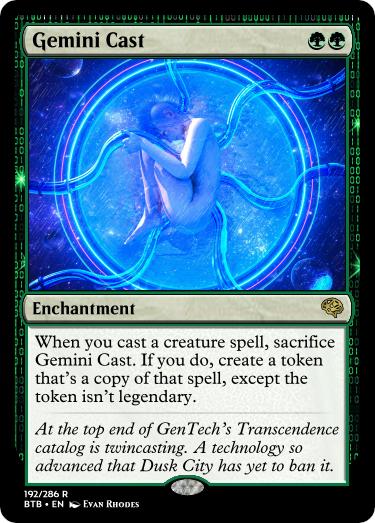 Gemini Cast
Enchantment
When you cast a creature spell, sacrifice
Gemini Cast. If you do, create a token
that's a copy of that spell, except the
token isn't legendary.
At the top end of GenTech's Transcendence
catalog is twincasting. A technology so
advanced that Dusk City has yet to ban it.
192/286 R
BTB • EN Evan Rhodes